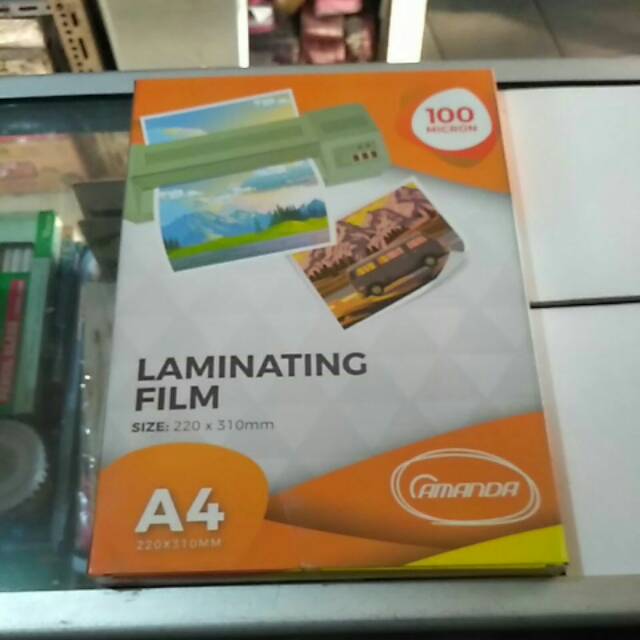 100
MICRON
LAMINATING
FILM
SIZE: 220 x 310mm
AMANDA
A4
220X310MM